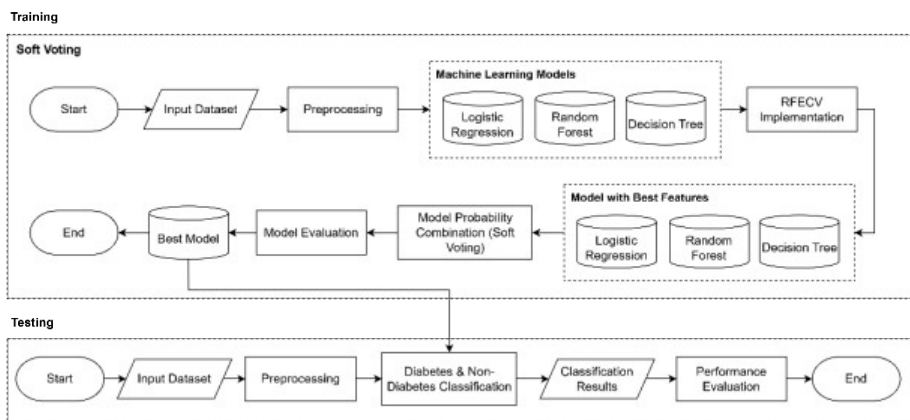 Training
Soft Voting
Start
Input Dataset
Preprocessing
Machine Learning Models
Logistic
Regression
Random
Forest
Decision Tree
RFECV
Implementation
End
Best Model
Model Evaluation
Model Probability
Combination (Soft
Voting)
Model with Best Features
Logistic
Regression
Random
Forest
Decision Tree
Testing
Start
Input Dataset
Preprocessing
Diabetes & Non-
Diabetes Classification
Classification
Results
Performance
Evaluation
End